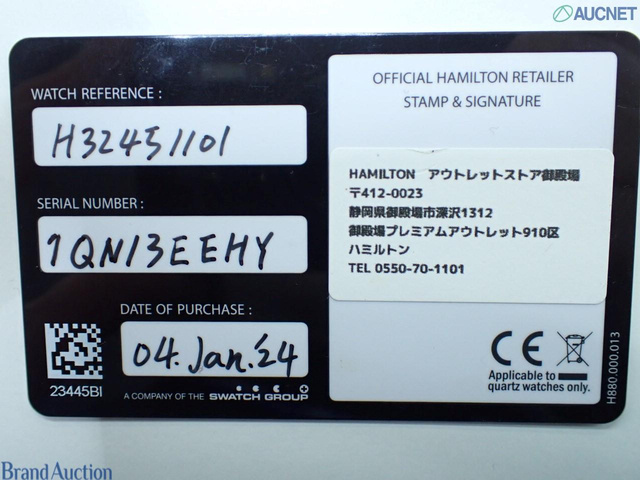 AUCNET
WATCH REFERENCE :
H32451101
SERIAL NUMBER :
1QN13EEHY
DATE OF PURCHASE :
04.Jan.'24
23445BI
A COMPANY OF THE SWATCH GROUP
OFFICIAL HAMILTON RETAILER
STAMP & SIGNATURE
HAMILTON アウトレットストア御殿場
〒412-0023
静岡県御殿場市深沢1312
御殿場プレミアムアウトレット910区
ハミルトン
TEL 0550-70-1101
CE
Applicable to
quartz watches only.
H880.000.013
Brand Auction